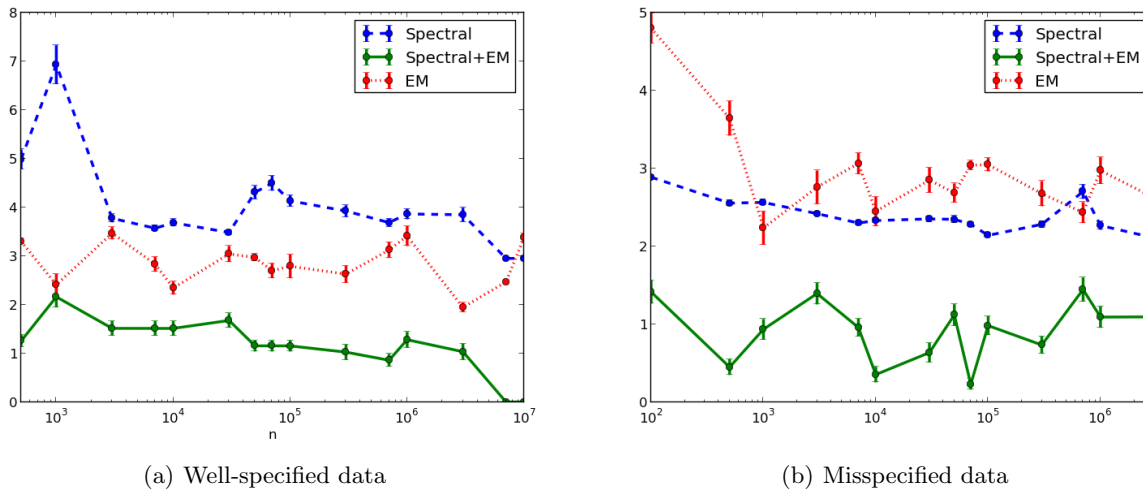 8
7
6
5
4
3
2
1
0
Spectral
Spectral+EM
EM
10³ 10⁴ 10⁵ 10⁶ 10⁷
n
(a) Well-specified data
5
4
3
2
1
0
Spectral
Spectral+EM
EM
10² 10³ 10⁴ 10⁵ 10⁶
(b) Misspecified data